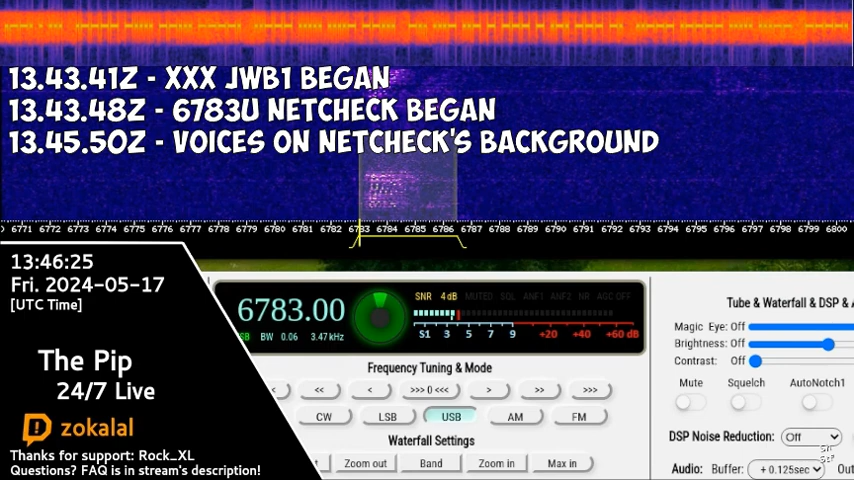 13.43.41Z - XXX JWB1 BEGAN
13.43.48Z - 6783U NETCHECK BEGAN
13.45.50Z - VOICES ON NETCHECK'S BACKGROUND
6771 6772 6773 6774 6775 6776 6777 6778 6779 6780 6781 6782 6783 6784 6785 6786 6787 6788 6789 6790 6791 6792 6793 6794 6795 6796 6797 6798 6799 6800
13:46:25
Fri. 2024-05-17
[UTC Time]
The Pip
24/7 Live
zokalal
Thanks for support: Rock_XL
Questions? FAQ is in stream's description!
6783.00
SB BW 0.06 3.47 kHz
SNR 4 dB MUTED SQL ANF1 ANF2 NR AGC OFF
S1 3 5 7 9 +20 +40 +60 dB
Frequency Tuning & Mode
< << < >>> 0 <<< > >> >>>
CW LSB USB AM FM
Waterfall Settings
t Zoom out Band Zoom in Max in
Tube & Waterfall & DSP & A
Magic Eye: Off
Brightness: Off
Contrast: Off
Mute Squelch AutoNotch1
DSP Noise Reduction: Off
Audio: Buffer: + 0.125sec Out